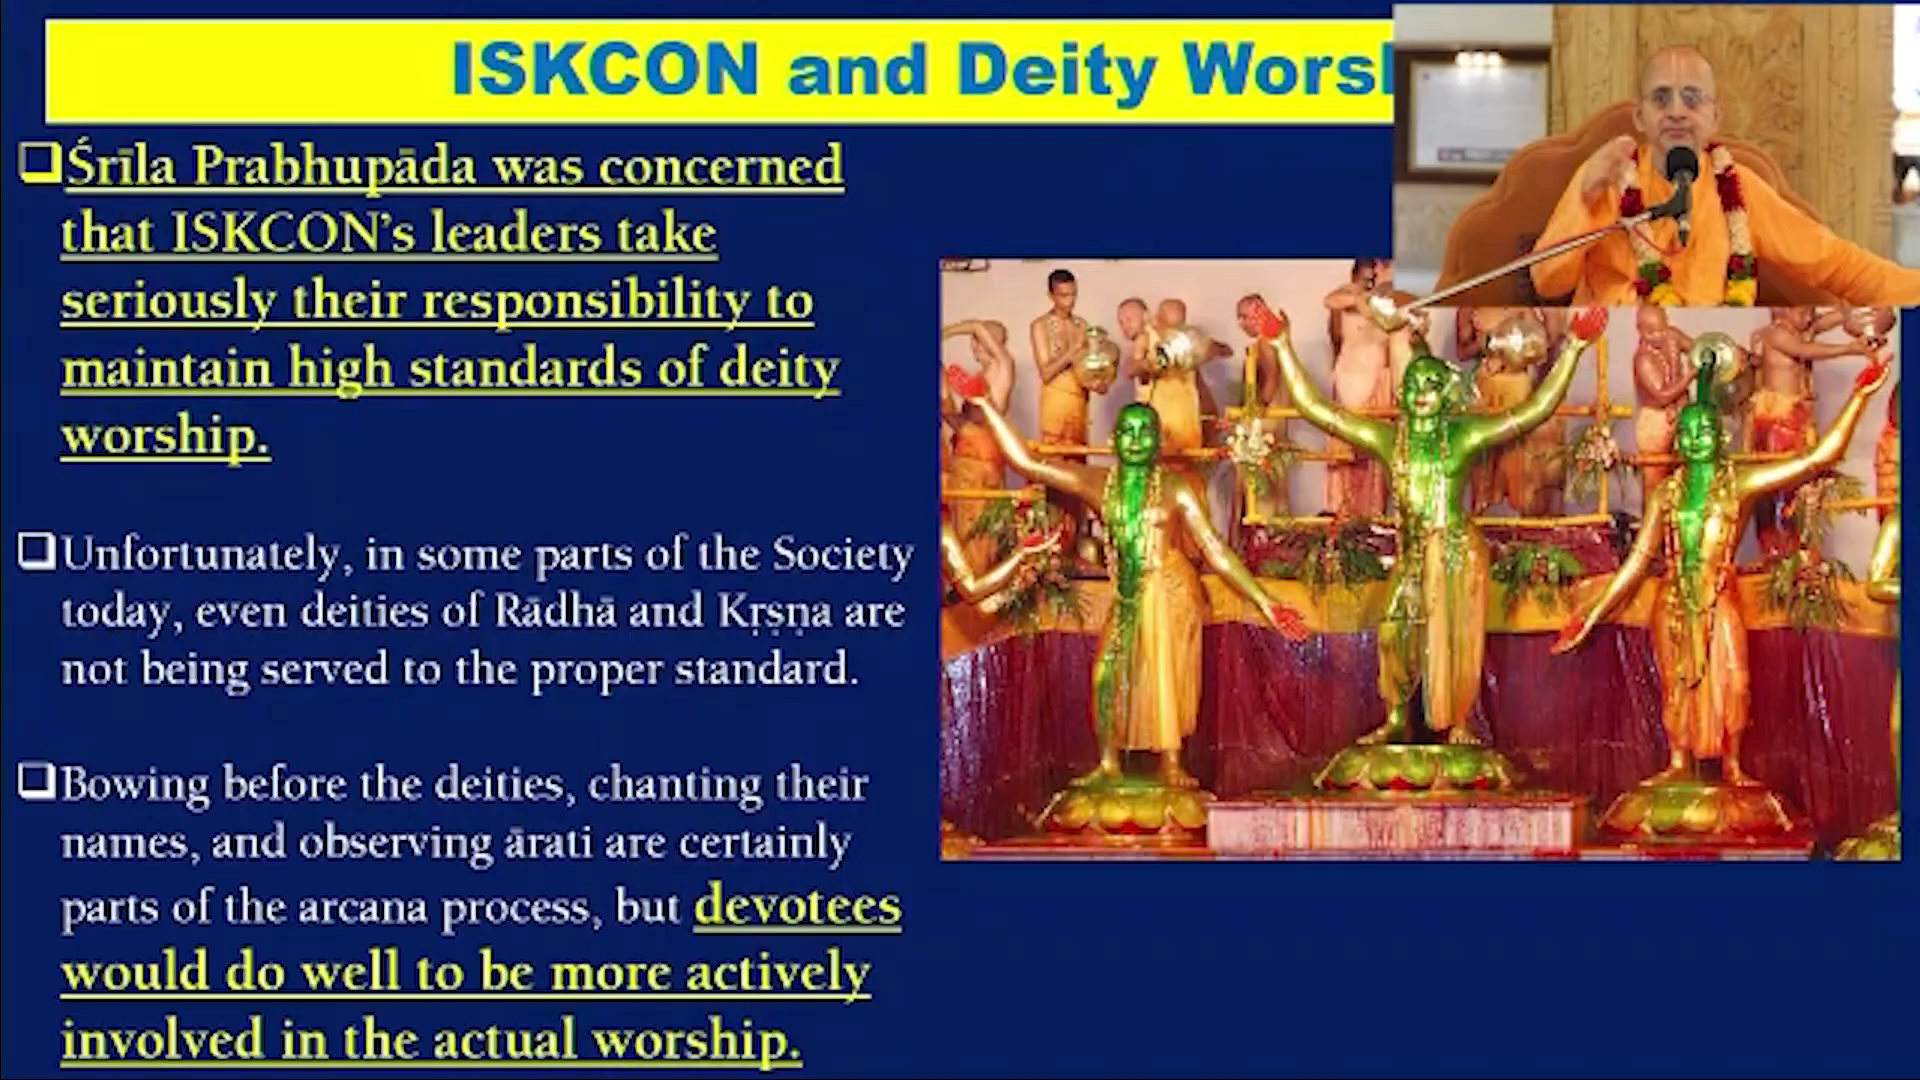 ISKCON and Deity Worsh
❑Śrīla Prabhupāda was concerned
that ISKCON’s leaders take
seriously their responsibility to
maintain high standards of deity
worship.
❑Unfortunately, in some parts of the Society
today, even deities of Rādhā and Kṛṣṇa are
not being served to the proper standard.
❑Bowing before the deities, chanting their
names, and observing ārati are certainly
parts of the arcana process, but devotees
would do well to be more actively
involved in the actual worship.